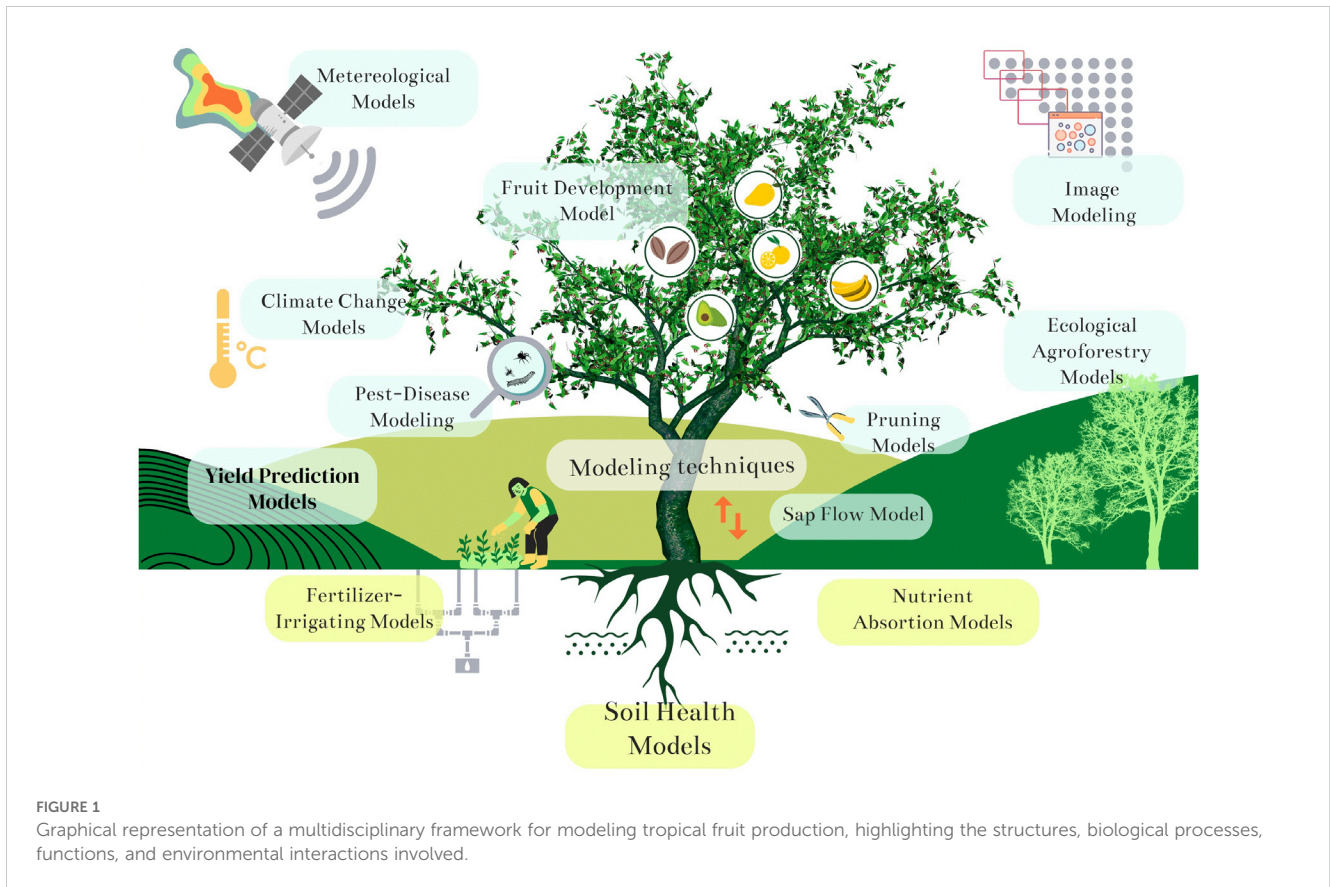 Metereological
Models
Image
Modeling
Fruit Development
Model
Climate Change
Models
°C
Ecological
Agroforestry
Models
Pest-Disease
Modeling
Pruning
Models
Modeling techniques
Yield Prediction
Models
Sap Flow Model
Fertilizer-
Irrigating Models
Nutrient
Absortion Models
Soil Health
Models
FIGURE 1
Graphical representation of a multidisciplinary framework for modeling tropical fruit production, highlighting the structures, biological processes,
functions, and environmental interactions involved.